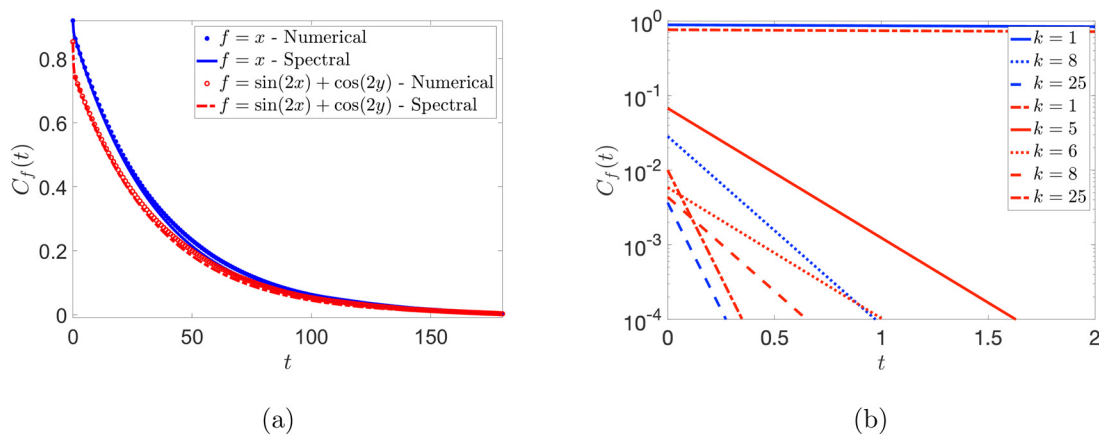 0.8
0.6
0.4
0.2
0
C_f(t)
0
50
100
150
t
f = x - Numerical
f = x - Spectral
f = sin(2x) + cos(2y) - Numerical
f = sin(2x) + cos(2y) - Spectral
(a)
10^0
10^-1
10^-2
10^-3
10^-4
C_f(t)
0
0.5
1
1.5
2
t
k = 1
k = 8
k = 25
k = 1
k = 5
k = 6
k = 8
k = 25
(b)